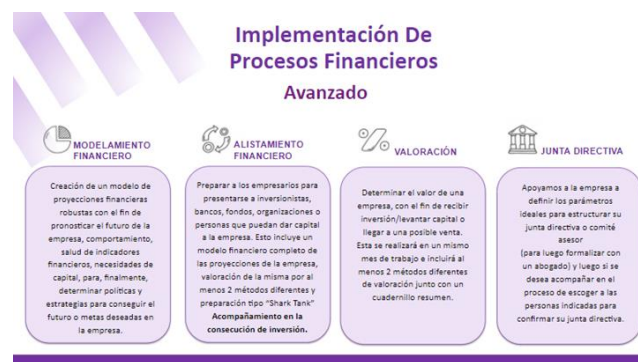 Implementación De
Procesos Financieros
Avanzado
MODELAMIENTO
FINANCIERO
Creación de un modelo de
proyecciones financieras
robustas con el fin de
pronosticar el futuro de la
empresa, comportamiento,
salud de indicadores
financieros, necesidades de
capital, para, finalmente,
determinar políticas y
estrategias para conseguir el
futuro o metas deseadas en
la empresa.
ALISTAMIENTO
FINANCIERO
Preparar a los empresarios para
presentarse a inversionistas,
bancos, fondos, organizaciones o
personas que puedan dar capital
a la empresa. Esto incluye un
modelo financiero completo de
las proyecciones de la empresa,
valoración de la misma por al
menos 2 métodos diferentes y
preparación tipo “Shark Tank”
Acompañamiento en la
consecución de inversión.
VALORACIÓN
Determinar el valor de una
empresa, con el fin de recibir
inversión/levantar capital o
llegar a una posible venta.
Esta se realizará en un mismo
mes de trabajo e incluirá al
menos 2 métodos diferentes
de valoración junto con un
cuadernillo resumen.
JUNTA DIRECTIVA
Apoyamos a la empresa a
definir los parámetros
ideales para estructurar su
junta directiva o comité
asesor
(para luego formalizar con
un abogado) y luego si se
desea acompañar en el
proceso de escoger a las
personas indicadas para
confirmar su junta directiva.